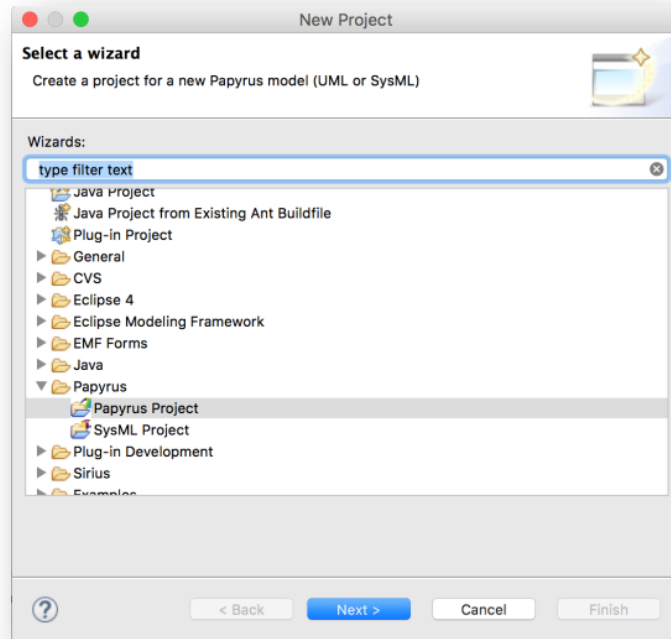 New Project
Select a wizard
Create a project for a new Papyrus model (UML or SysML)
Wizards:
type filter text
Java Project
Java Project from Existing Ant Buildfile
Plug-in Project
General
CVS
Eclipse 4
Eclipse Modeling Framework
EMF Forms
Java
Papyrus
Papyrus Project
SysML Project
Plug-in Development
Sirius
Examples
? < Back Next > Cancel Finish